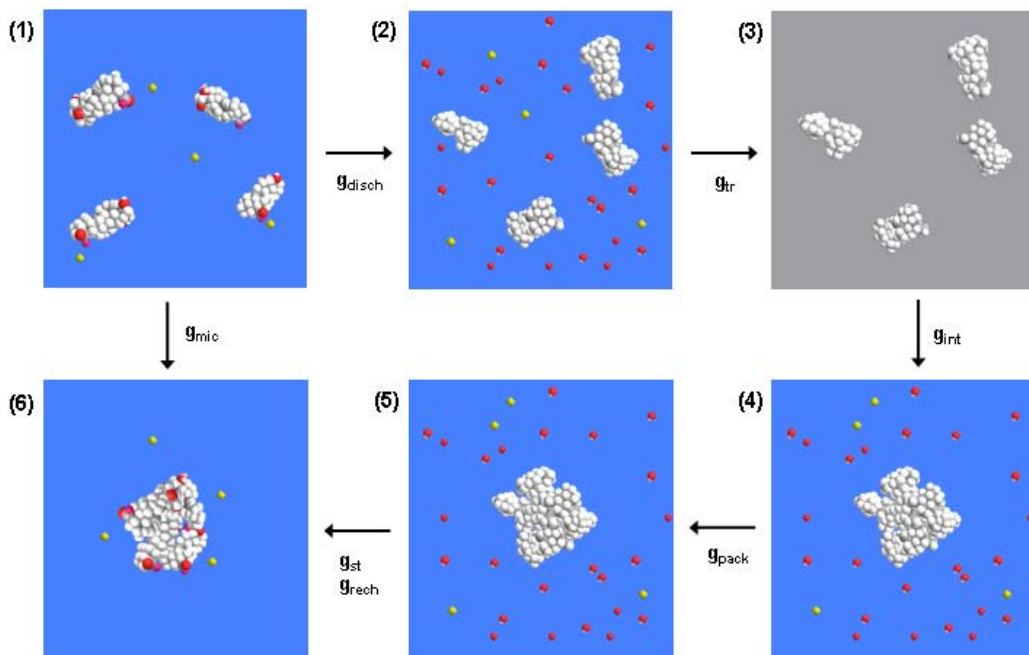 (1)
(2)
(3)
g_disch
g_tr
g_mic
g_int
(6)
(5)
(4)
g_st
g_rech
g_pack